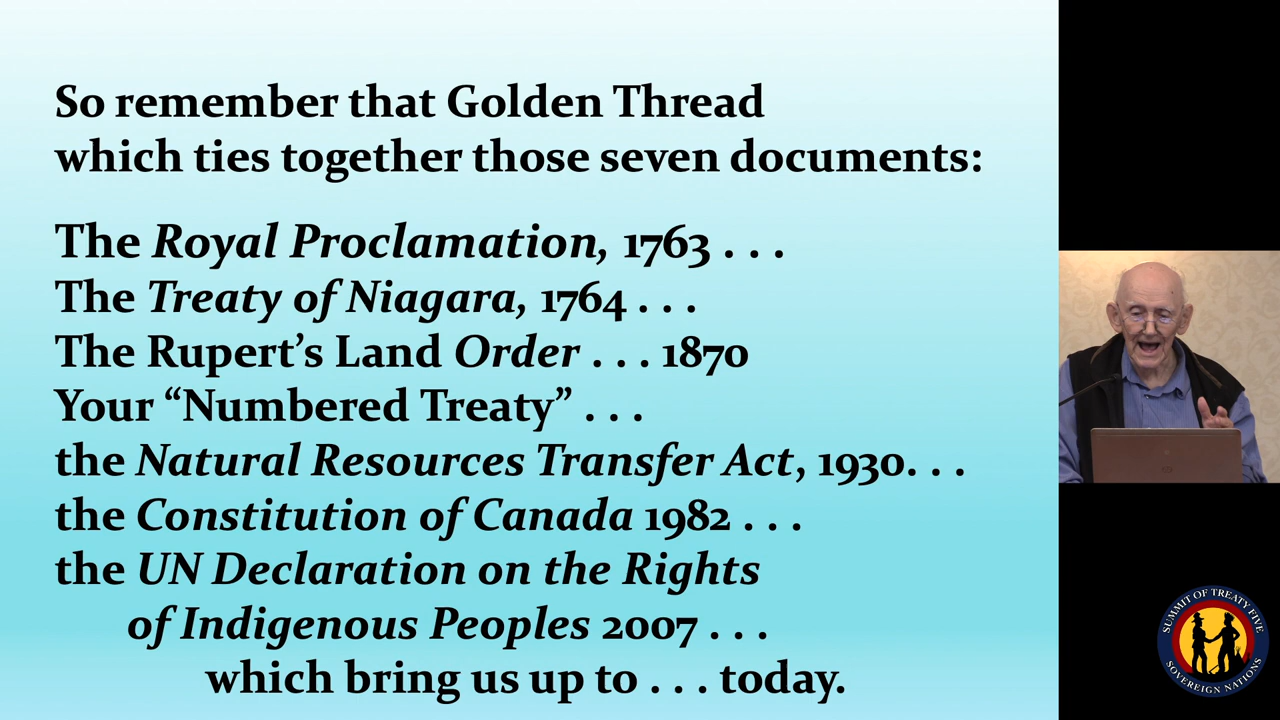 So remember that Golden Thread
which ties together those seven documents:
The Royal Proclamation, 1763 . . .
The Treaty of Niagara, 1764 . . .
The Rupert’s Land Order . . . 1870
Your “Numbered Treaty” . . .
the Natural Resources Transfer Act, 1930. . .
the Constitution of Canada 1982 . . .
the UN Declaration on the Rights
of Indigenous Peoples 2007 . . .
which bring us up to . . . today.
SUMMIT OF TREATY FIVE
SOVEREIGN NATIONS